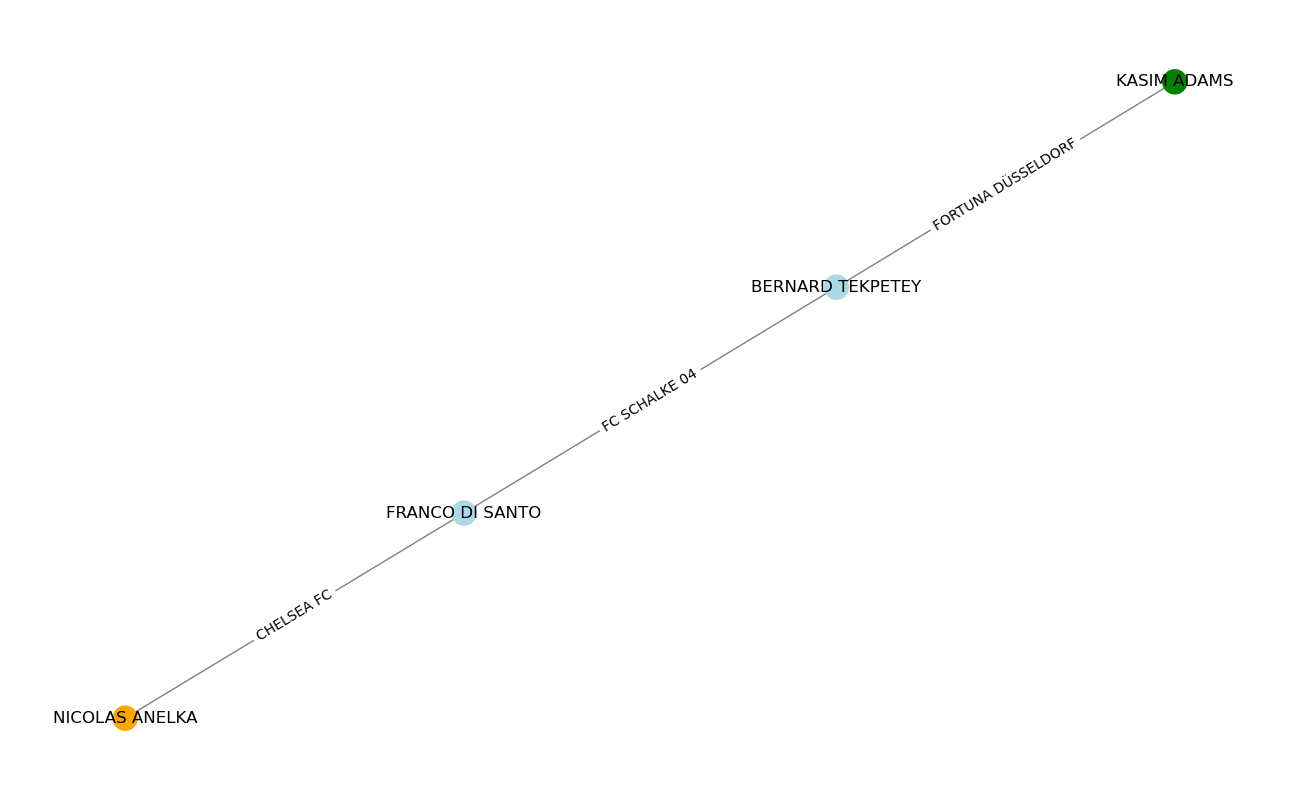 KASIM ADAMS
FORTUNA DÜSSELDORF
BERNARD TEKPETEY
FC SCHALKE 04
FRANCO DI SANTO
CHELSEA FC
NICOLAS ANELKA